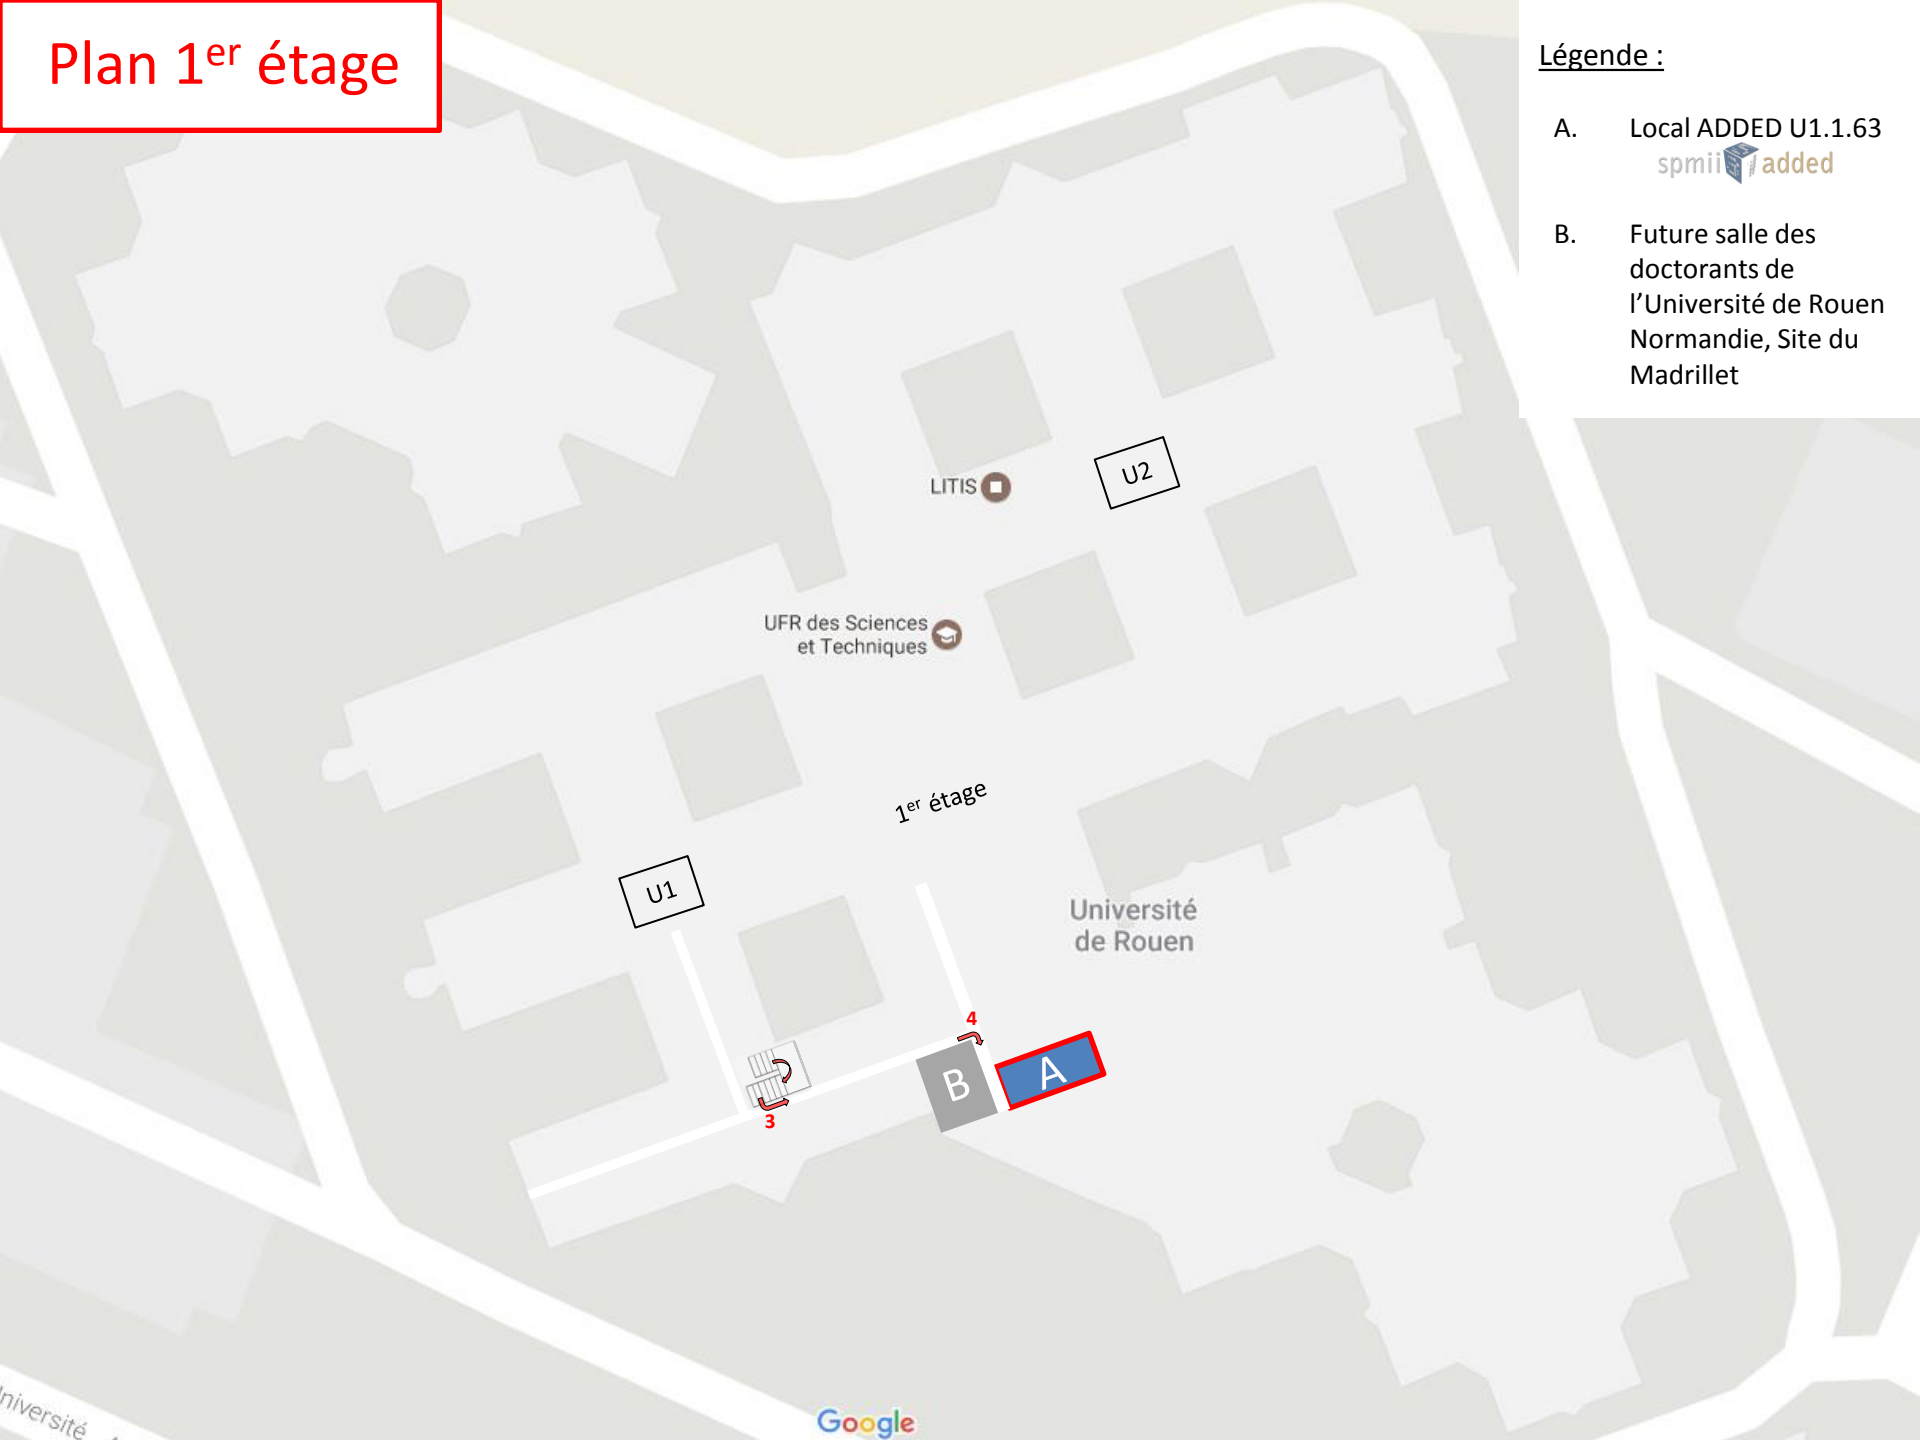 Plan 1er étage
Légende :
A. Local ADDED U1.1.63
spmii added
B. Future salle des
doctorants de
l’Université de Rouen
Normandie, Site du
Madrillet
U2
LITIS
UFR des Sciences
et Techniques
1er étage
U1
Université
de Rouen
4
A
B
3
Google